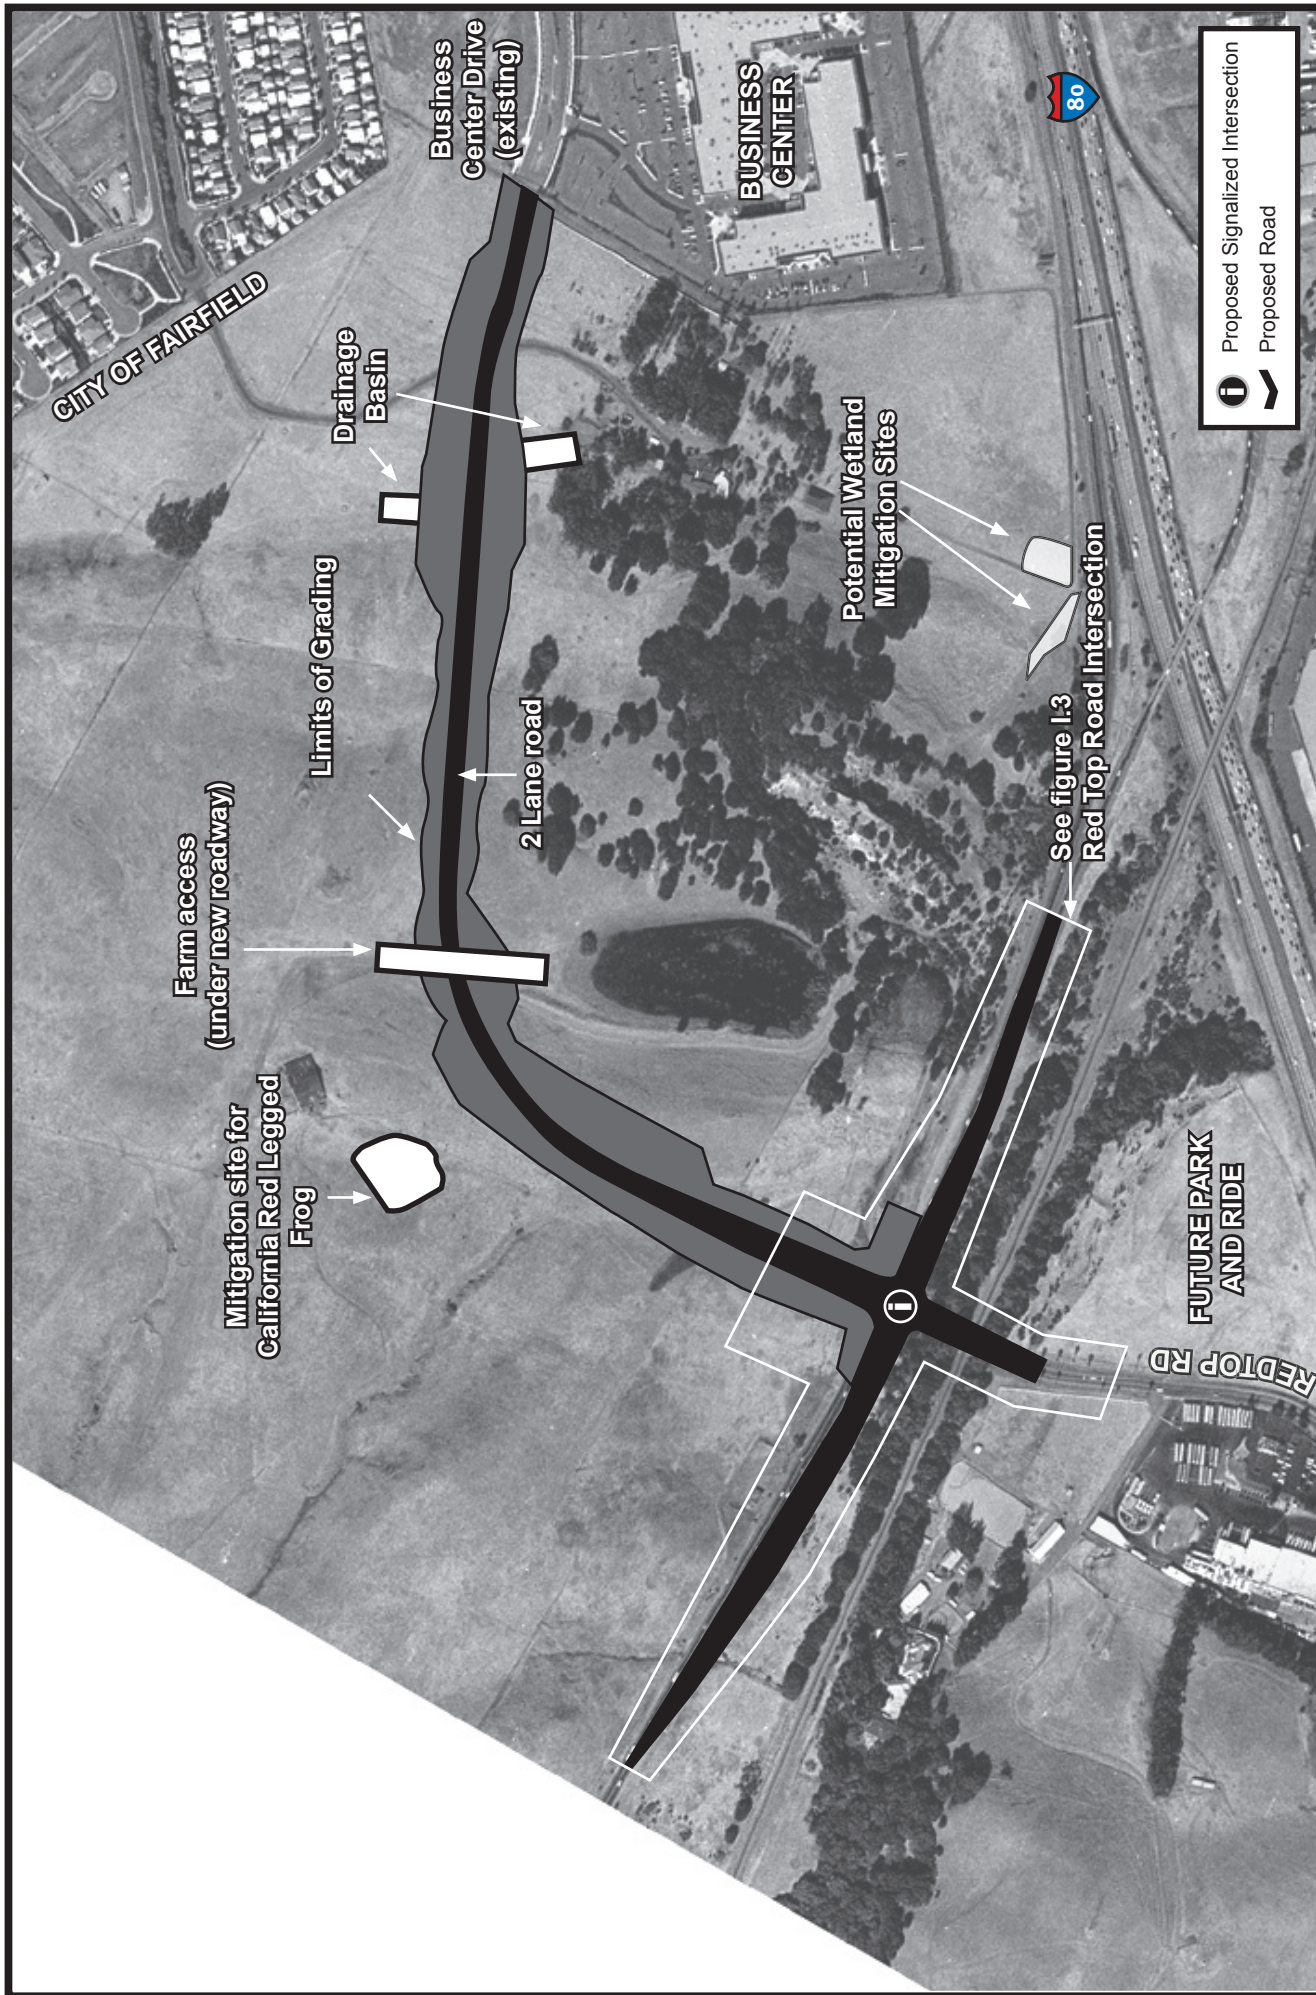 Mitigation site for
California Red Legged
Frog
Farm access
(under new roadway)
Limits of Grading
Drainage
Basin
CITY OF FAIRFIELD
Business
Center Drive
(existing)
2 Lane road
BUSINESS
CENTER
Potential Wetland
Mitigation Sites
See figure I.3
Red Top Road Intersection
80
FUTURE PARK
AND RIDE
REDTOP RD
Proposed Signalized Intersection
Proposed Road